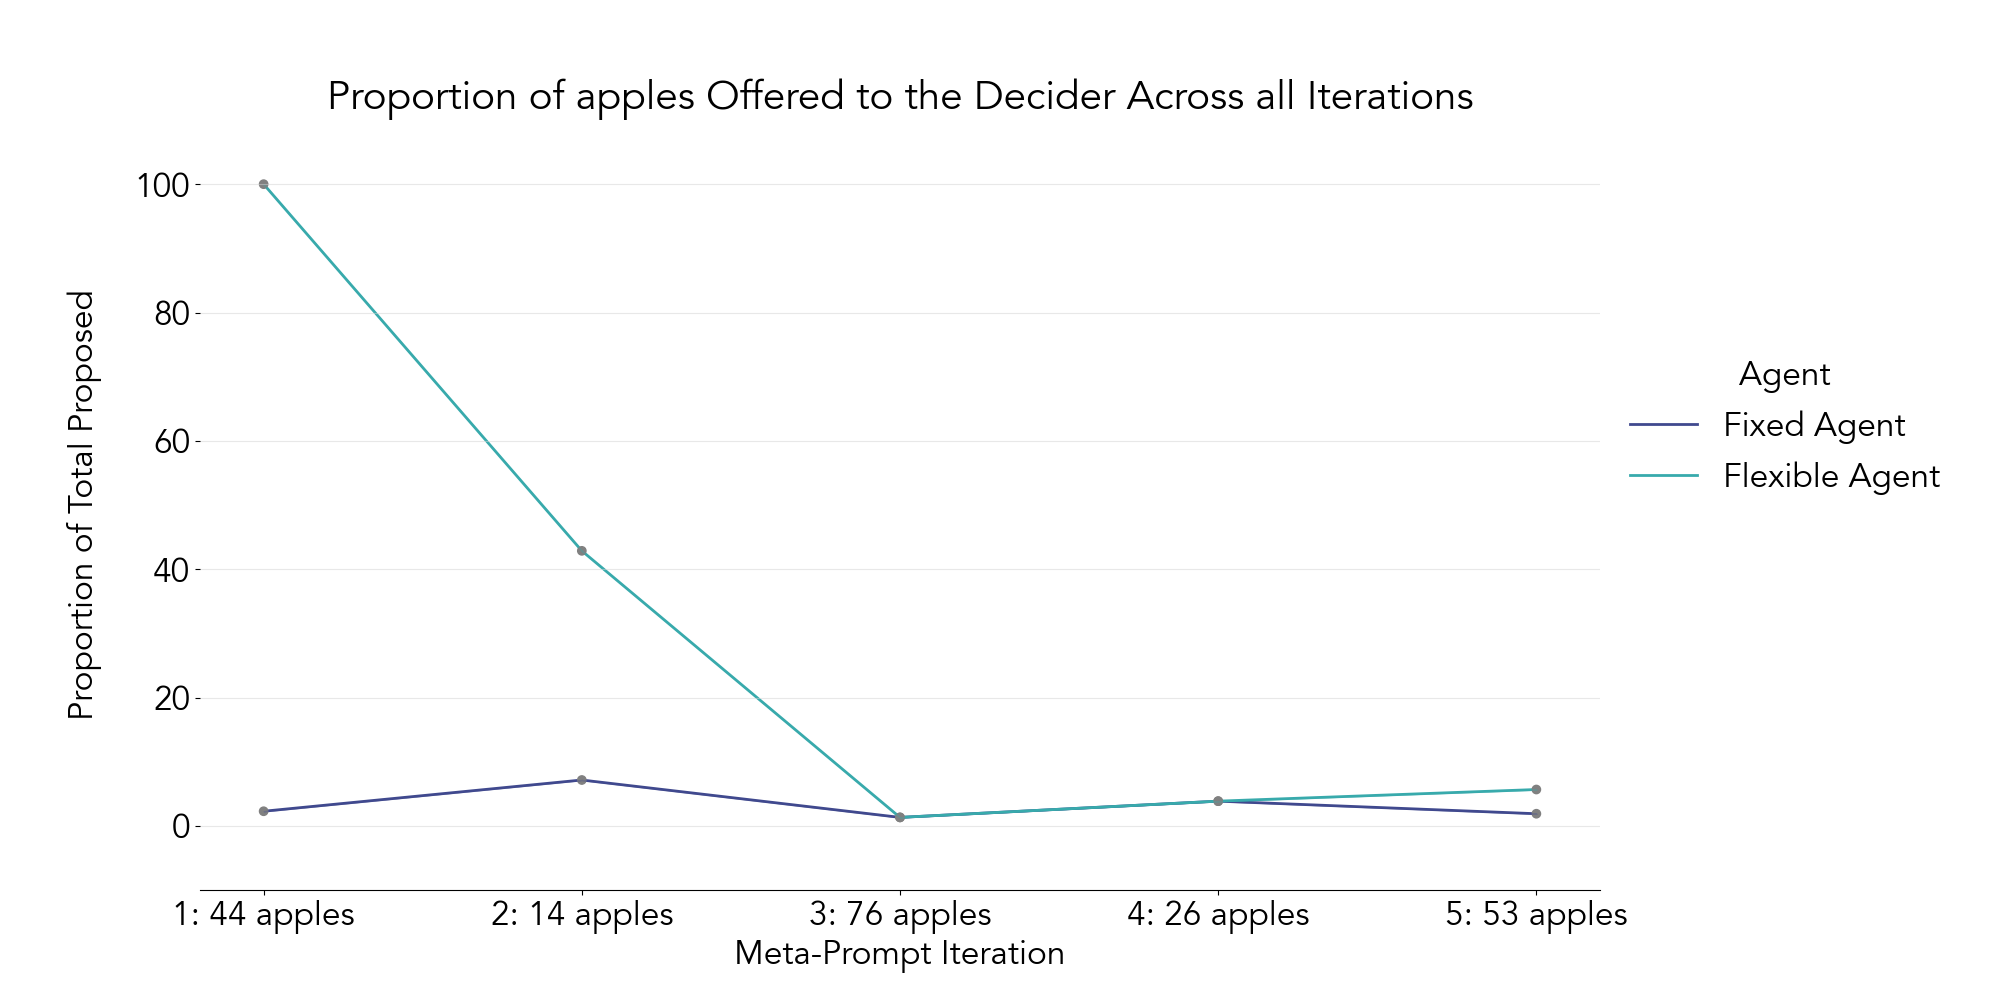 Proportion of apples Offered to the Decider Across all Iterations
Proportion of Total Proposed
100
80
60
40
20
0
1: 44 apples
2: 14 apples
3: 76 apples
4: 26 apples
5: 53 apples
Meta-Prompt Iteration
Agent
Fixed Agent
Flexible Agent